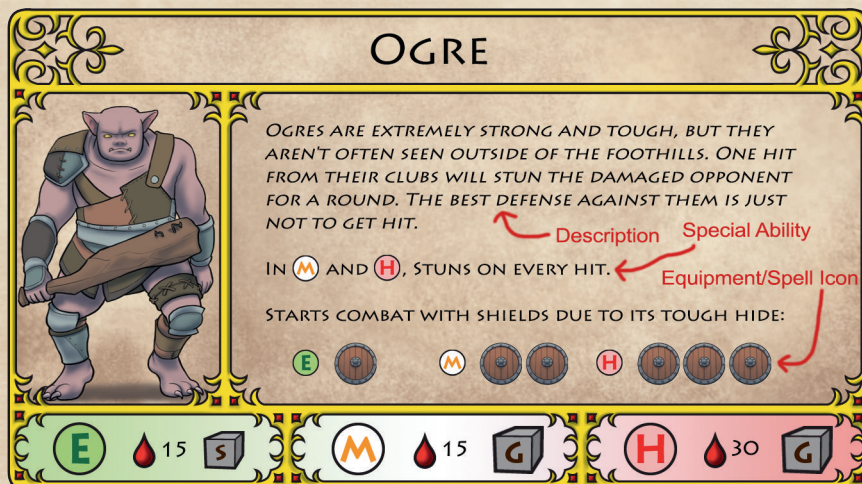 OGRE
OGRES ARE EXTREMELY STRONG AND TOUGH, BUT THEY
AREN'T OFTEN SEEN OUTSIDE OF THE FOOTHILLS. ONE HIT
FROM THEIR CLUBS WILL STUN THE DAMAGED OPPONENT
FOR A ROUND. THE BEST DEFENSE AGAINST THEM IS JUST
NOT TO GET HIT.
Description
Special Ability
IN M AND H, STUNS ON EVERY HIT.
Equipment/Spell Icon
STARTS COMBAT WITH SHIELDS DUE TO ITS TOUGH HIDE:
E M H
E 15 S M 15 G H 30 G